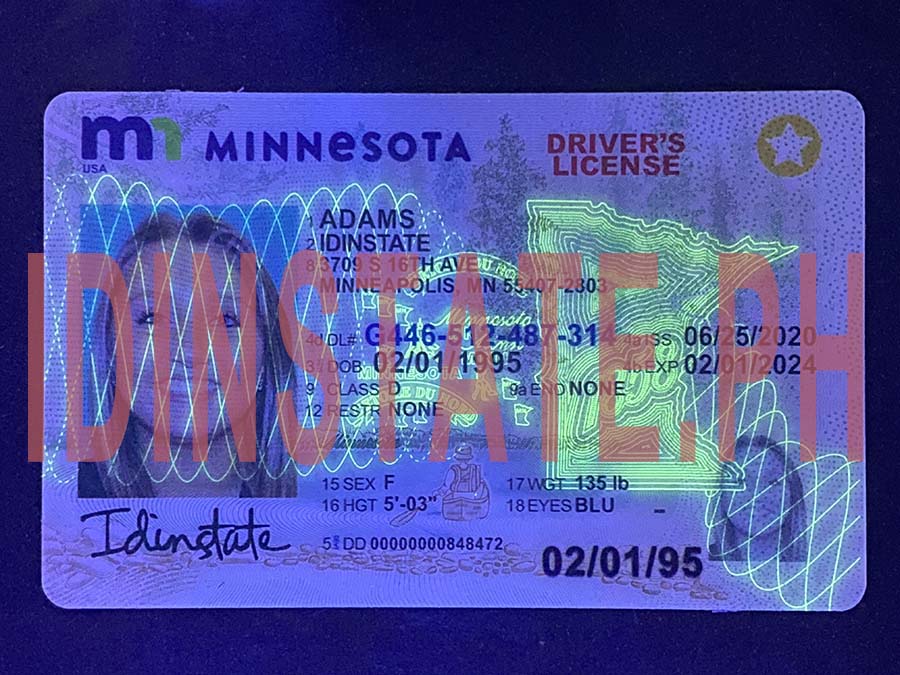 mn MINNESOTA
USA
DRIVER'S
LICENSE
1 ADAMS
2 IDINSTATE
8 3709 S 16TH AVE
MINNEAPOLIS, MN 55407-2803
4d DL# G446-512-487-314 4a ISS 06/25/2020
3 DOB 02/01/1995 4b EXP 02/01/2024
9 CLASS D 9a END NONE
12 RESTR NONE
Minnesota
1858
IDINSTATE.PH
15 SEX F 17 WGT 135 lb
16 HGT 5'-03" 18 EYES BLU
Idinstate
5 DD 00000000848472
02/01/95